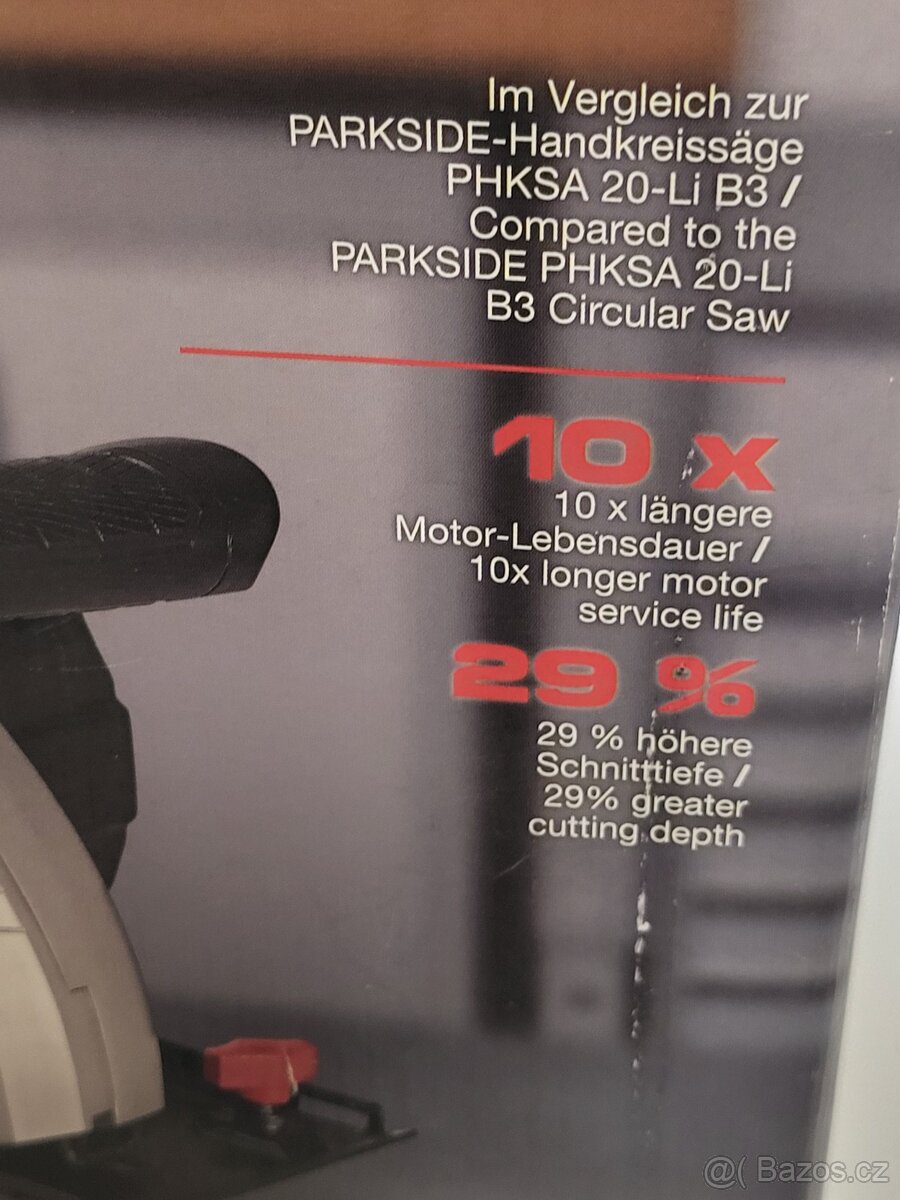 Im Vergleich zur
PARKSIDE-Handkreissäge
PHKSA 20-Li B3 /
Compared to the
PARKSIDE PHKSA 20-Li
B3 Circular Saw
10 x
10 x längere
Motor-Lebensdauer /
10x longer motor
service life
29 %
29 % höhere
Schnitttiefe /
29% greater
cutting depth
@( Bazos.cz